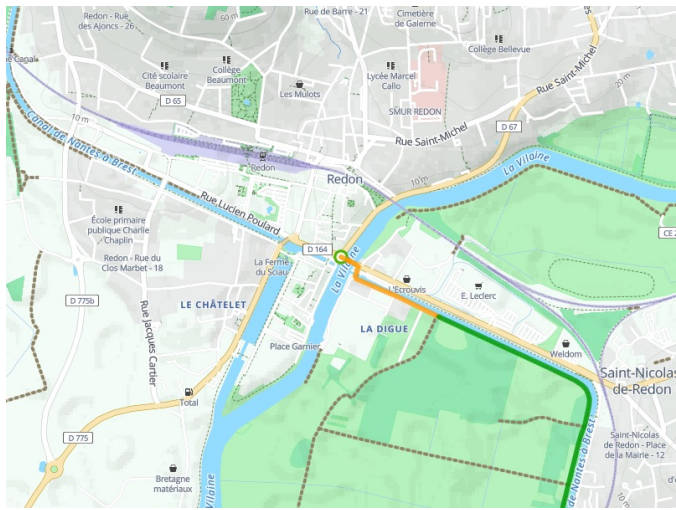 Redon - Rue
des Ajoncs - 26
60 m
Rue de Barre - 21
Cimetière
de Galerne
Collège Bellevue
Collège
Beaumont
Cité scolaire
Beaumont
Les Mulots
Lycée Marcel
Callo
D 65
SMUR REDON
Rue Saint-Michel
20 m
10 m
Canal de Nantes à Brest
Rue Saint-Michel
D 67
Redon
La Vilaine
Redon
10 m
Rue Lucien Poulard
École primaire
publique Charlie
Chaplin
D 164
CE 2
Redon - Rue du
Clos Marbet - 18
La Ferme
du Sciau
La Vilaine
L'Ecrouvis
E. Leclerc
D 775b
LE CHÂTELET
Rue Jacques Cartier
LA DIGUE
Place Garnier
Weldom
Saint-Nicolas
-de-Redon
Total
D 775
Saint-Nicolas
de Redon - Place
de la Mairie - 12
Bretagne
matériaux
Vilaine
de Nantes à Brest
10 m